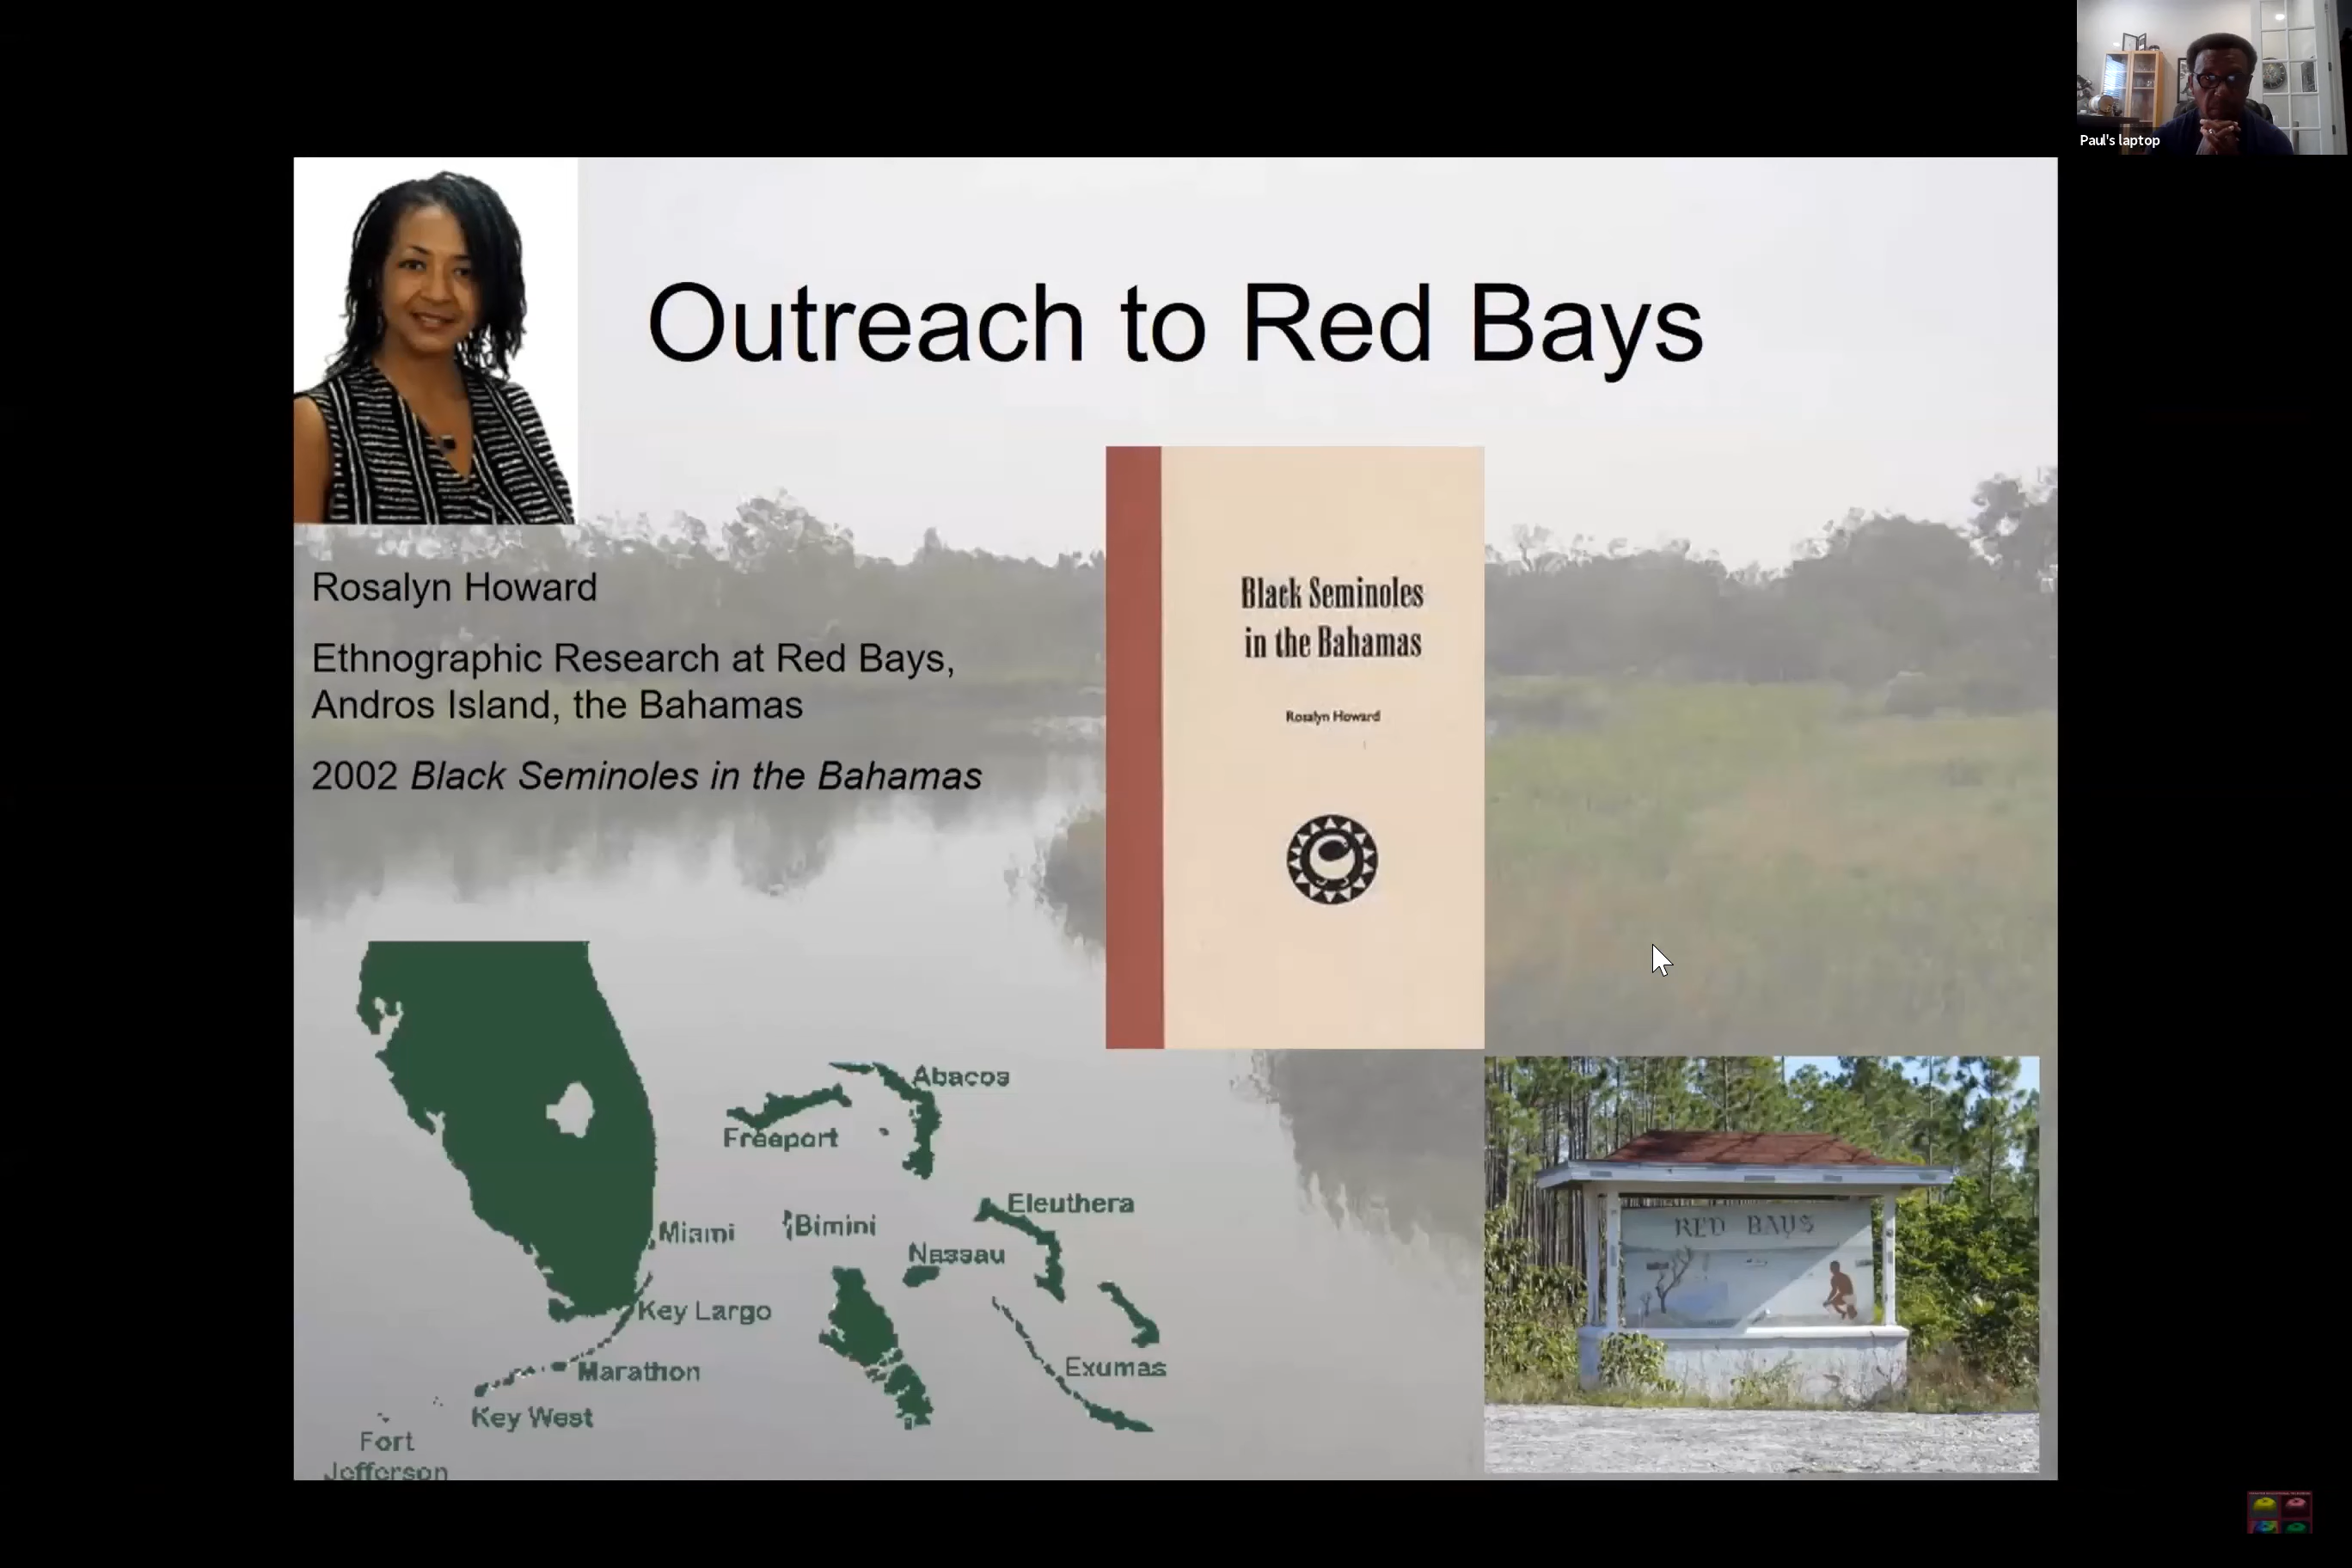 Paul's laptop
Outreach to Red Bays
Rosalyn Howard
Ethnographic Research at Red Bays,
Andros Island, the Bahamas
2002 Black Seminoles in the Bahamas
Black Seminoles
in the Bahamas
Rosalyn Howard
Abacos
Freeport
Eleuthera
Miami
Bimini
Nassau
Key Largo
Exumas
Marathon
Key West
Fort
Jefferson
RED BAYS